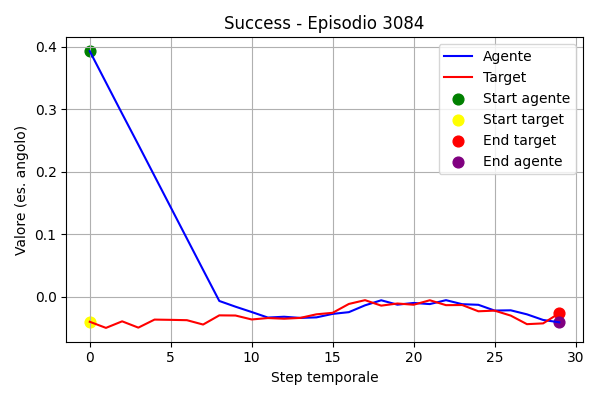 Success - Episodio 3084
Valore (es. angolo)
0.4
0.3
0.2
0.1
0.0
Agente
Target
Start agente
Start target
End target
End agente
0 5 10 15 20 25 30
Step temporale